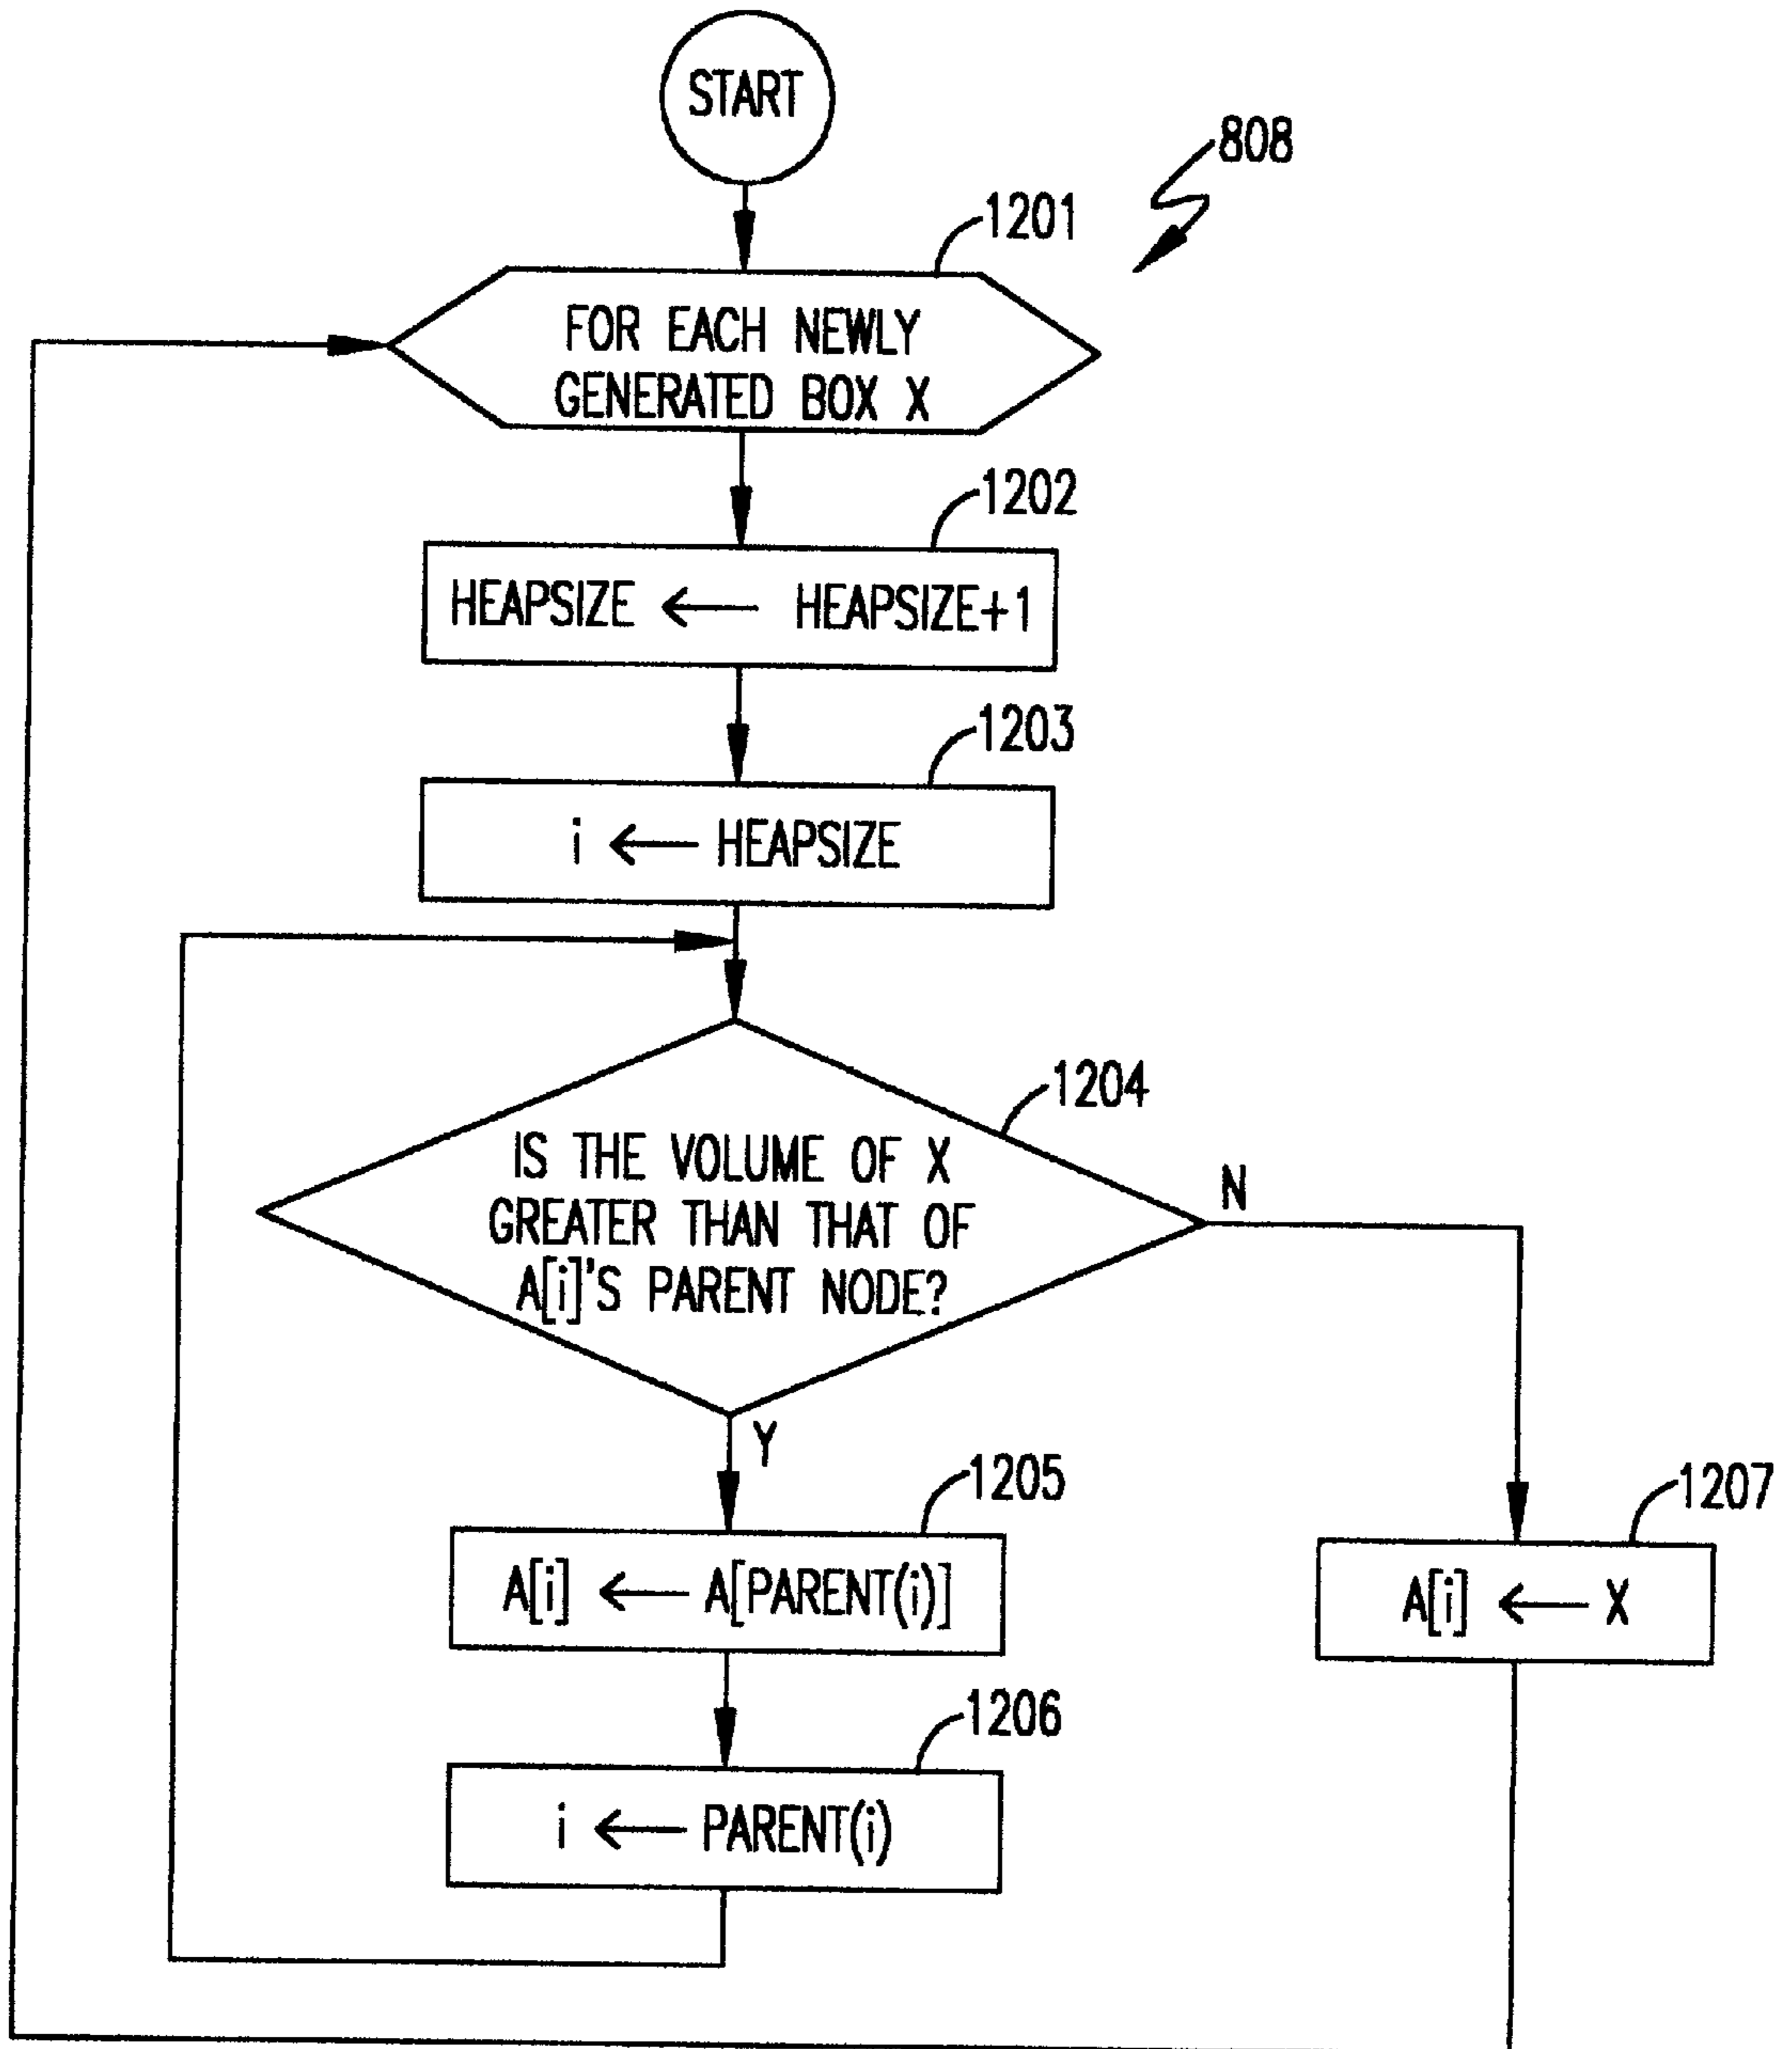 START
808
1201
FOR EACH NEWLY
GENERATED BOX X
1202
HEAPSIZE ← HEAPSIZE+1
1203
i ← HEAPSIZE
1204
IS THE VOLUME OF X
GREATER THAN THAT OF
A[i]'S PARENT NODE?
N
Y
1205
A[i] ← A[PARENT(i)]
1207
A[i] ← X
1206
i ← PARENT(i)